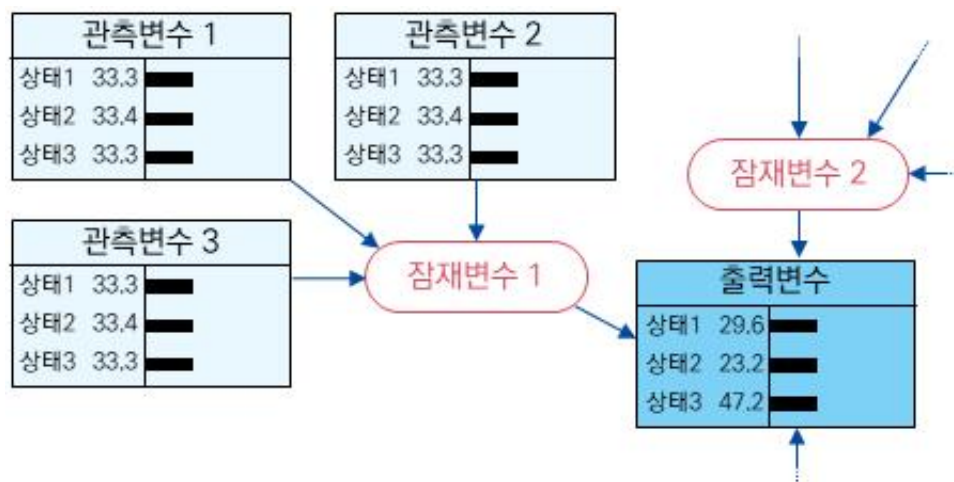 관측변수 1
상태1 33.3
상태2 33.4
상태3 33.3
관측변수 2
상태1 33.3
상태2 33.4
상태3 33.3
관측변수 3
상태1 33.3
상태2 33.4
상태3 33.3
잠재변수 1
잠재변수 2
출력변수
상태1 29.6
상태2 23.2
상태3 47.2